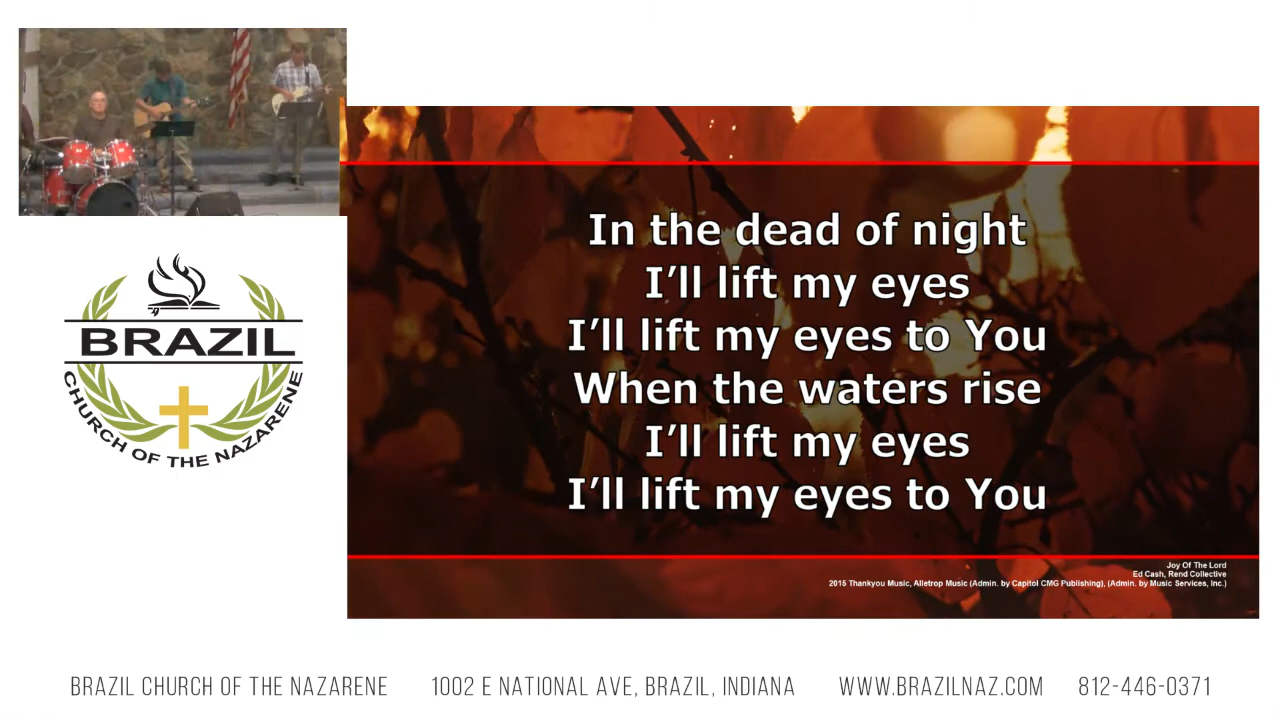 BRAZIL
CHURCH OF THE NAZARENE
In the dead of night
I’ll lift my eyes
I’ll lift my eyes to You
When the waters rise
I’ll lift my eyes
I’ll lift my eyes to You
Joy Of The Lord
Ed Cash, Rend Collective
2015 Thankyou Music, Alletrop Music (Admin. by Capitol CMG Publishing), (Admin. by Music Services, Inc.)
BRAZIL CHURCH OF THE NAZARENE 1002 E NATIONAL AVE, BRAZIL, INDIANA WWW.BRAZILNAZ.COM 812-446-0371